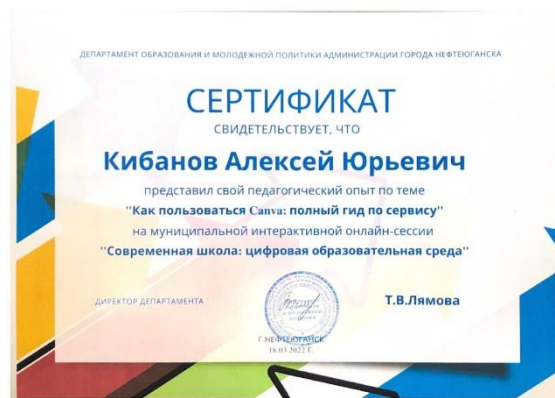 ДЕПАРТАМЕНТ ОБРАЗОВАНИЯ И МОЛОДЕЖНОЙ ПОЛИТИКИ АДМИНИСТРАЦИИ ГОРОДА НЕФТЕЮГАНСКА
СЕРТИФИКАТ
СВИДЕТЕЛЬСТВУЕТ, ЧТО
Кибанов Алексей Юрьевич
представил свой педагогический опыт по теме
"Как пользоваться Canva: полный гид по сервису"
на муниципальной интерактивной онлайн-сессии
"Современная школа: цифровая образовательная среда"
ДИРЕКТОР ДЕПАРТАМЕНТА
Т.В.Лямова
Г.НЕФТЕЮГАНСК
18.03.2022 Г.